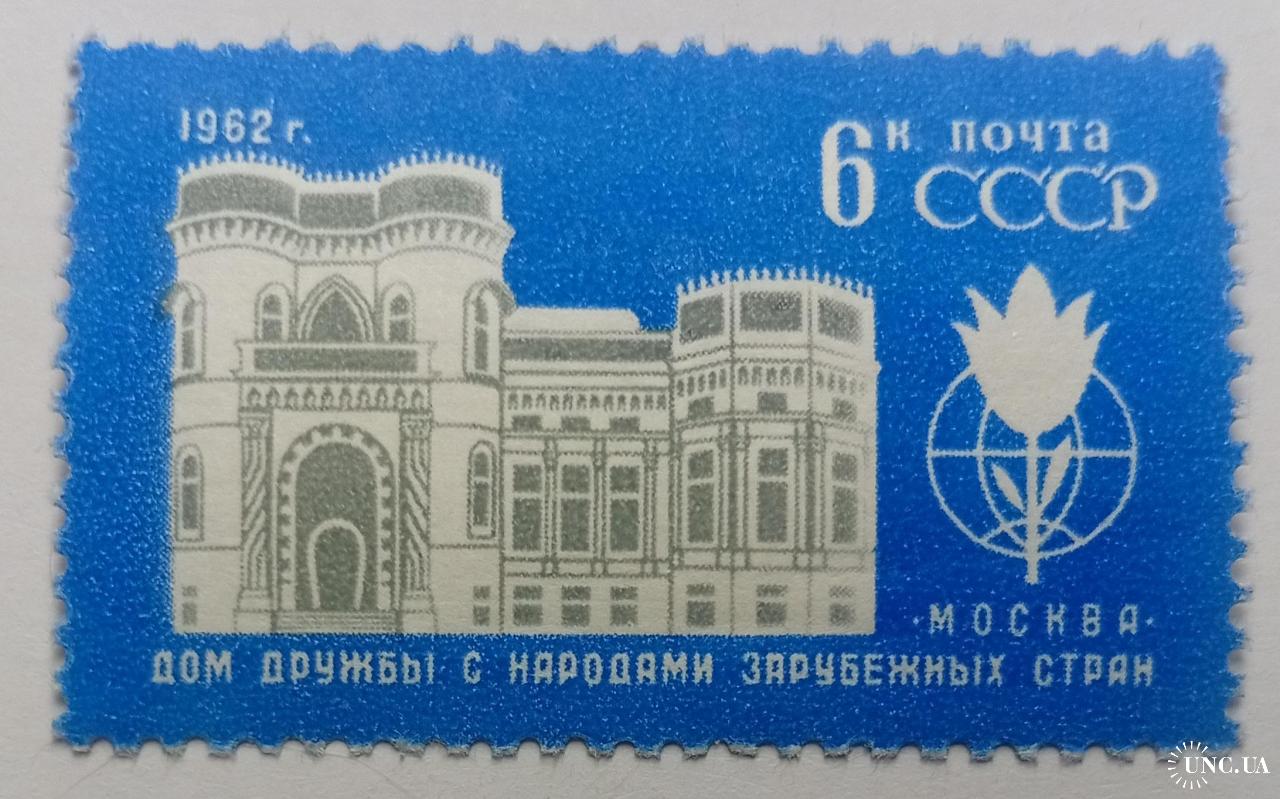 1962 г.
6 к почта
СССР
·МОСКВА·
ДОМ ДРУЖБЫ С НАРОДАМИ ЗАРУБЕЖНЫХ СТРАН
UNC.UA